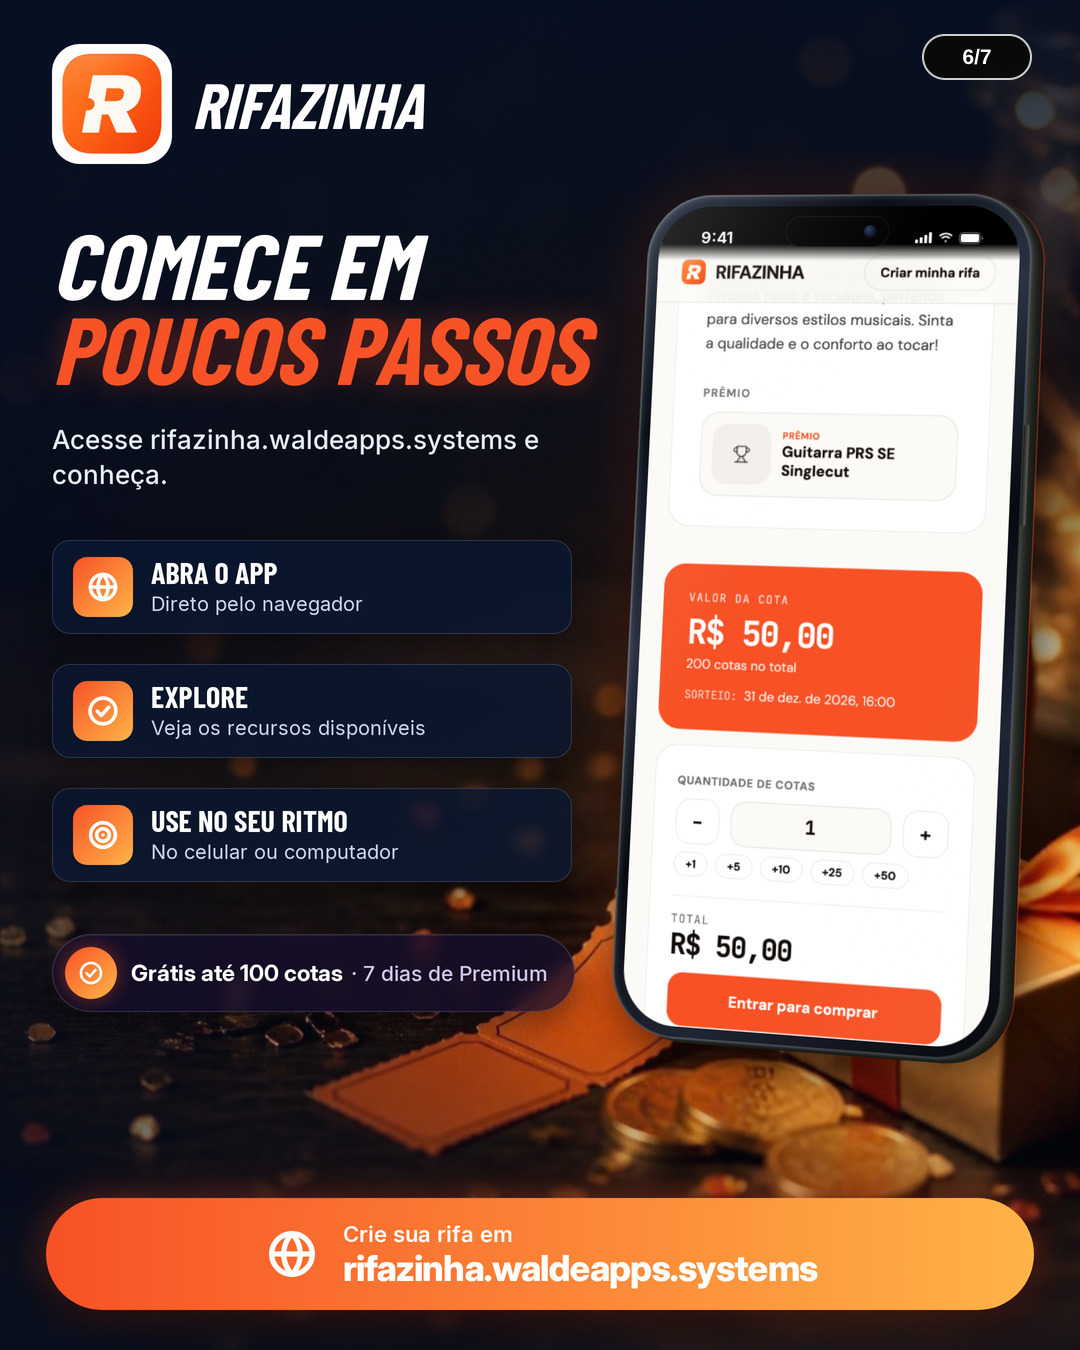 RIFAZINHA
6/7
COMECE EM
POUCOS PASSOS
Acesse rifazinha.waldeapps.systems e
conheça.
ABRA O APP
Direto pelo navegador
EXPLORE
Veja os recursos disponíveis
USE NO SEU RITMO
No celular ou computador
Grátis até 100 cotas · 7 dias de Premium
9:41
RIFAZINHA
Criar minha rifa
para diversos estilos musicais. Sinta
a qualidade e o conforto ao tocar!
PRÊMIO
PRÊMIO
Guitarra PRS SE
Singlecut
VALOR DA COTA
R$ 50,00
200 cotas no total
SORTEIO: 31 de dez. de 2026, 16:00
QUANTIDADE DE COTAS
- 1 +
+1 +5 +10 +25 +50
TOTAL
R$ 50,00
Entrar para comprar
Crie sua rifa em
rifazinha.waldeapps.systems